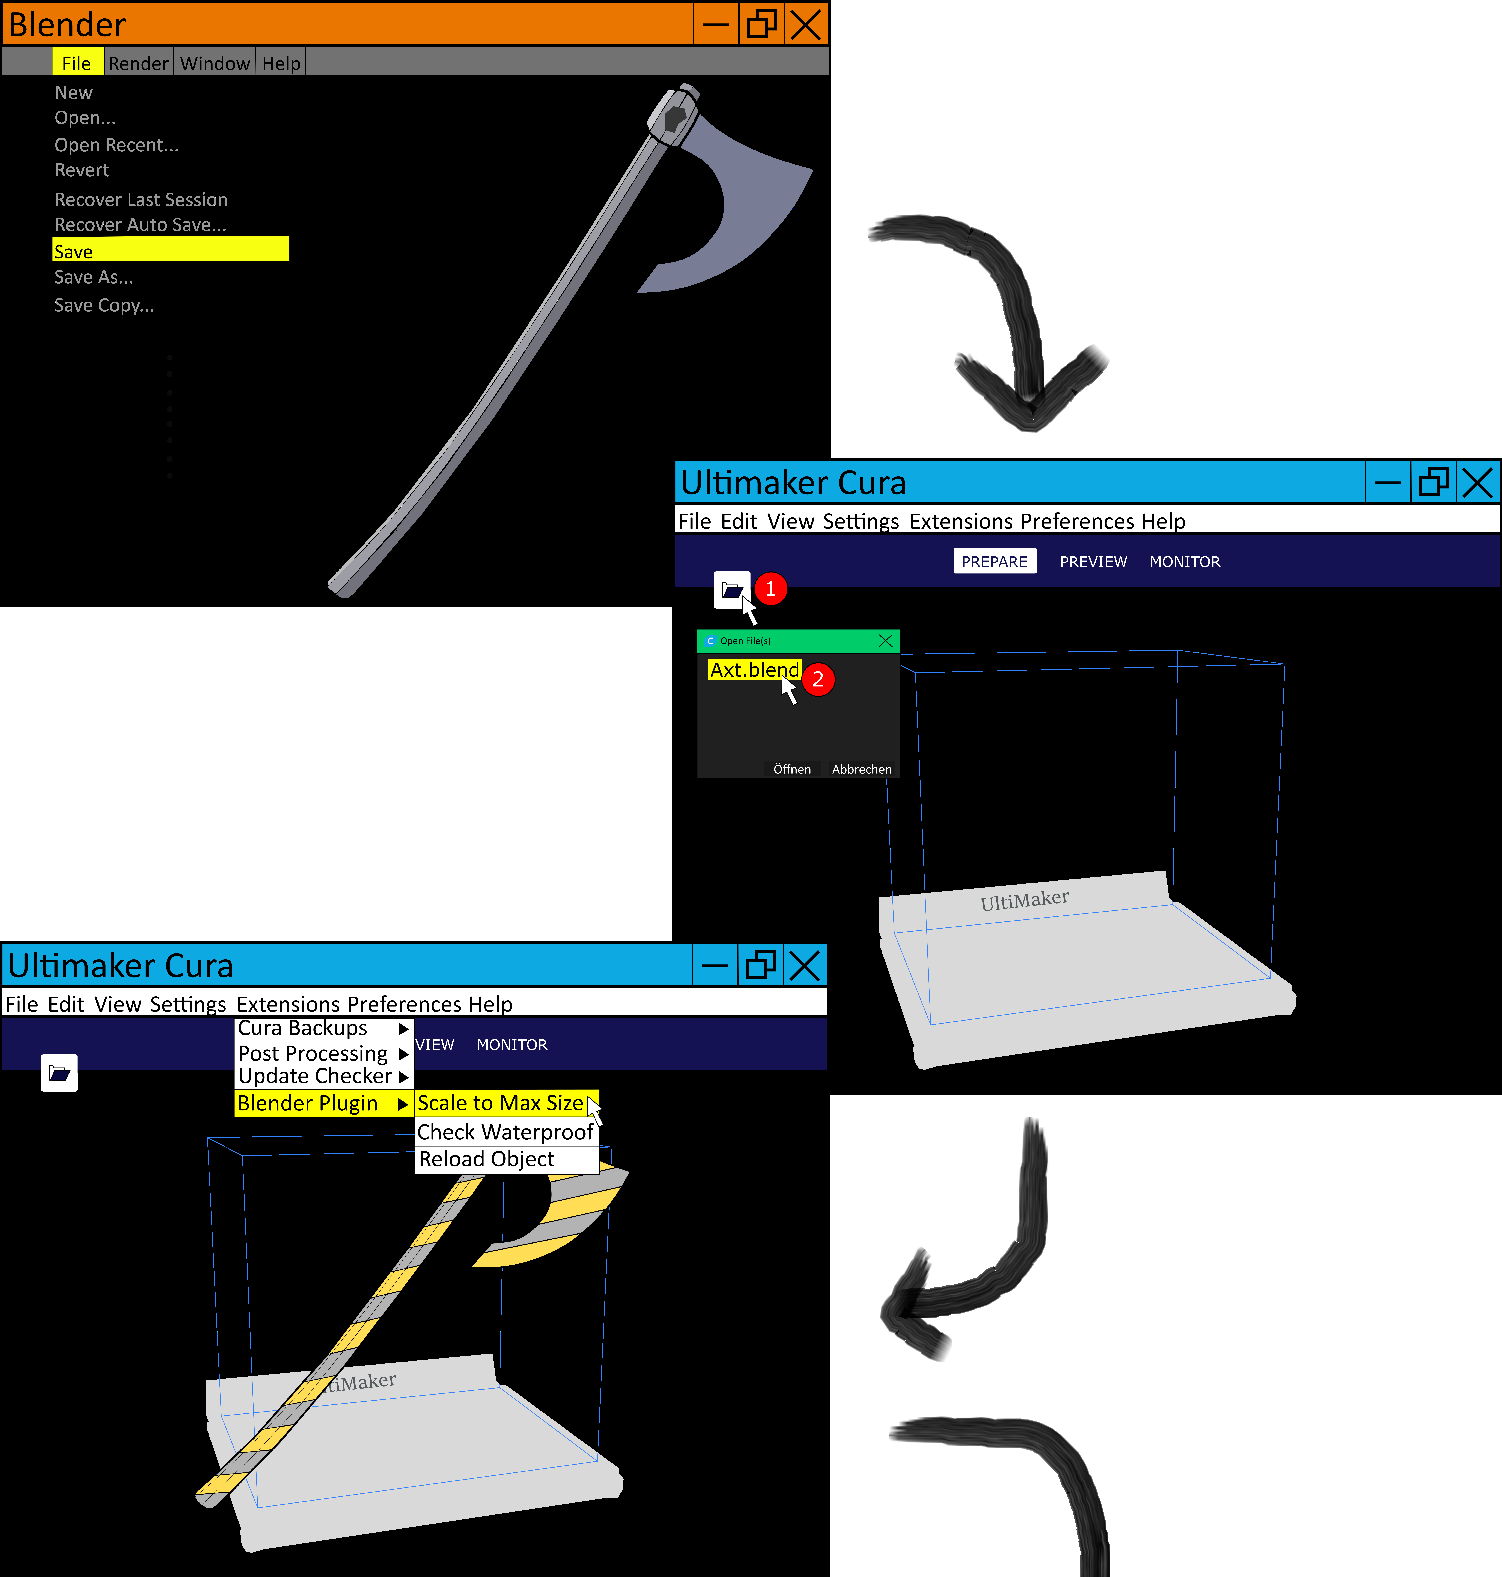 Blender
File Render Window Help
New
Open...
Open Recent...
Revert
Recover Last Session
Recover Auto Save...
Save
Save As...
Save Copy...
Ultimaker Cura
File Edit View Settings Extensions Preferences Help
PREPARE PREVIEW MONITOR
1
C Open File(s)
Axt.blend
2
Öffnen Abbrechen
UltiMaker
Ultimaker Cura
File Edit View Settings Extensions Preferences Help
Cura Backups
VIEW MONITOR
Post Processing
Update Checker
Blender Plugin
Scale to Max Size
Check Waterproof
Reload Object
tiMaker